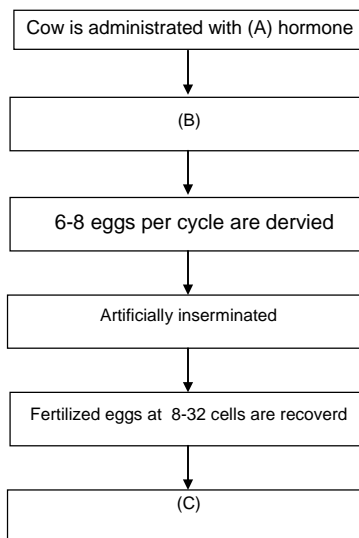 Cow is administrated with (A) hormone
(B)
6-8 eggs per cycle are dervied
Artificially inserminated
Fertilized eggs at 8-32 cells are recoverd
(C)